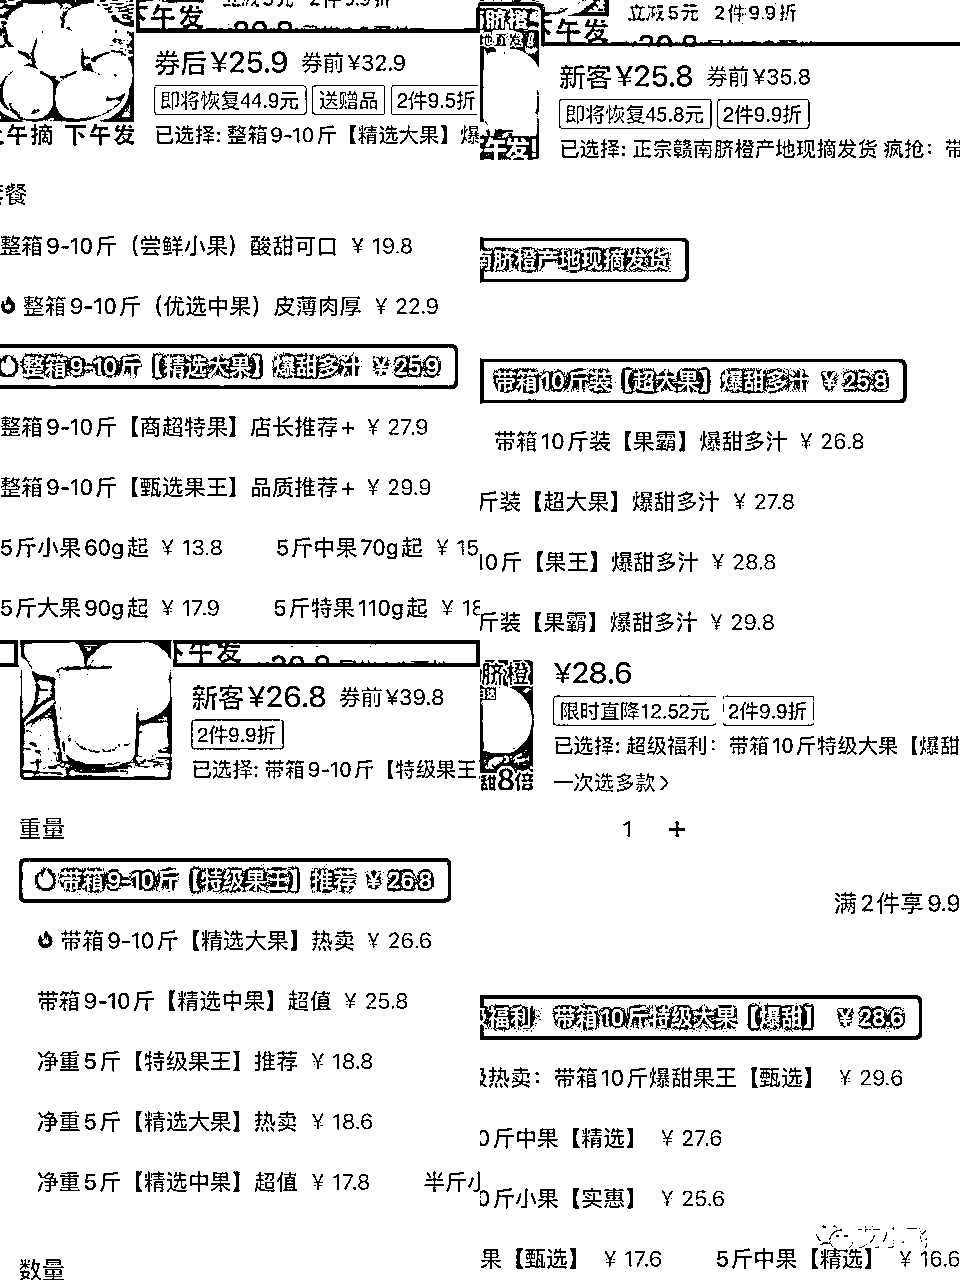 立减5元 2件9.9折
下午发
券后¥25.9 券前¥32.9
即将恢复44.9元 送赠品 2件9.5折
午摘 下午发
已选择: 整箱9-10斤【精选大果】爆
餐
整箱9-10斤（尝鲜小果）酸甜可口 ¥ 19.8
整箱9-10斤（优选中果）皮薄肉厚 ¥ 22.9
整箱9-10斤【精选大果】爆甜多汁 ¥ 25.9
整箱9-10斤【商超特果】店长推荐+ ¥ 27.9
整箱9-10斤【甄选果王】品质推荐+ ¥ 29.9
5斤小果60g起 ¥ 13.8 5斤中果70g起 ¥ 15
5斤大果90g起 ¥ 17.9 5斤特果110g起 ¥ 18
脐橙
立减5元 2件9.9折
下午发
新客¥25.8 券前¥35.8
即将恢复45.8元 2件9.9折
午发!
已选择: 正宗赣南脐橙产地现摘发货 疯抢: 带
南脐橙产地现摘发货
带箱10斤装【超大果】爆甜多汁 ¥ 25.8
带箱10斤装【果霸】爆甜多汁 ¥ 26.8
斤装【超大果】爆甜多汁 ¥ 27.8
10斤【果王】爆甜多汁 ¥ 28.8
斤装【果霸】爆甜多汁 ¥ 29.8
下午发
新客¥26.8 券前¥39.8
2件9.9折
已选择: 带箱9-10斤【特级果王
重量
带箱9-10斤【特级果王】推荐 ¥ 26.8
带箱9-10斤【精选大果】热卖 ¥ 26.6
带箱9-10斤【精选中果】超值 ¥ 25.8
净重5斤【特级果王】推荐 ¥ 18.8
净重5斤【精选大果】热卖 ¥ 18.6
净重5斤【精选中果】超值 ¥ 17.8 半斤小
数量
脐橙
¥28.6
限时直降12.52元 2件9.9折
已选择: 超级福利: 带箱10斤特级大果【爆甜
甜8倍
一次选多款>
1 +
满2件享9.9
级福利: 带箱10斤特级大果【爆甜】 ¥ 28.6
级热卖: 带箱10斤爆甜果王【甄选】 ¥ 29.6
0斤中果【精选】 ¥ 27.6
0斤小果【实惠】 ¥ 25.6
果【甄选】 ¥ 17.6 5斤中果【精选】 ¥ 16.6